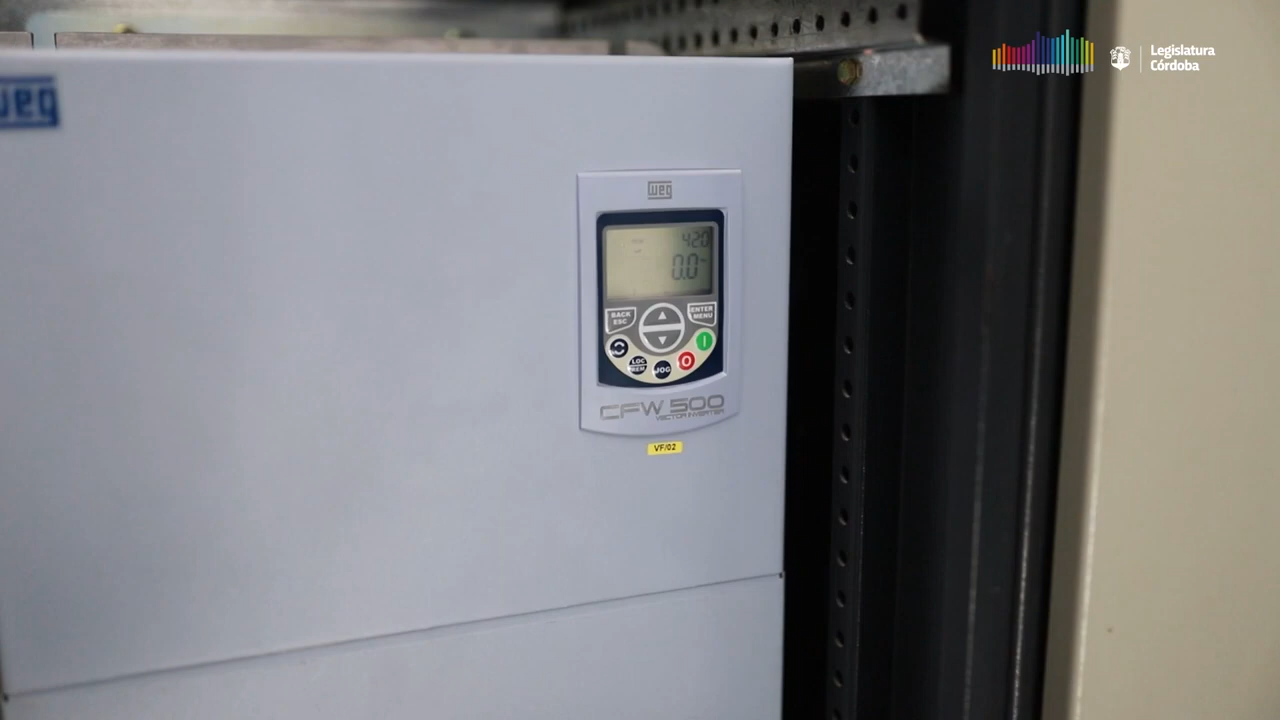 weg
Legislatura
Córdoba
weg
42.0
0.0
BACK
ESC
ENTER
MENU
LOC
REM
JOG
CFW 500
VECTOR INVERTER
VF/02